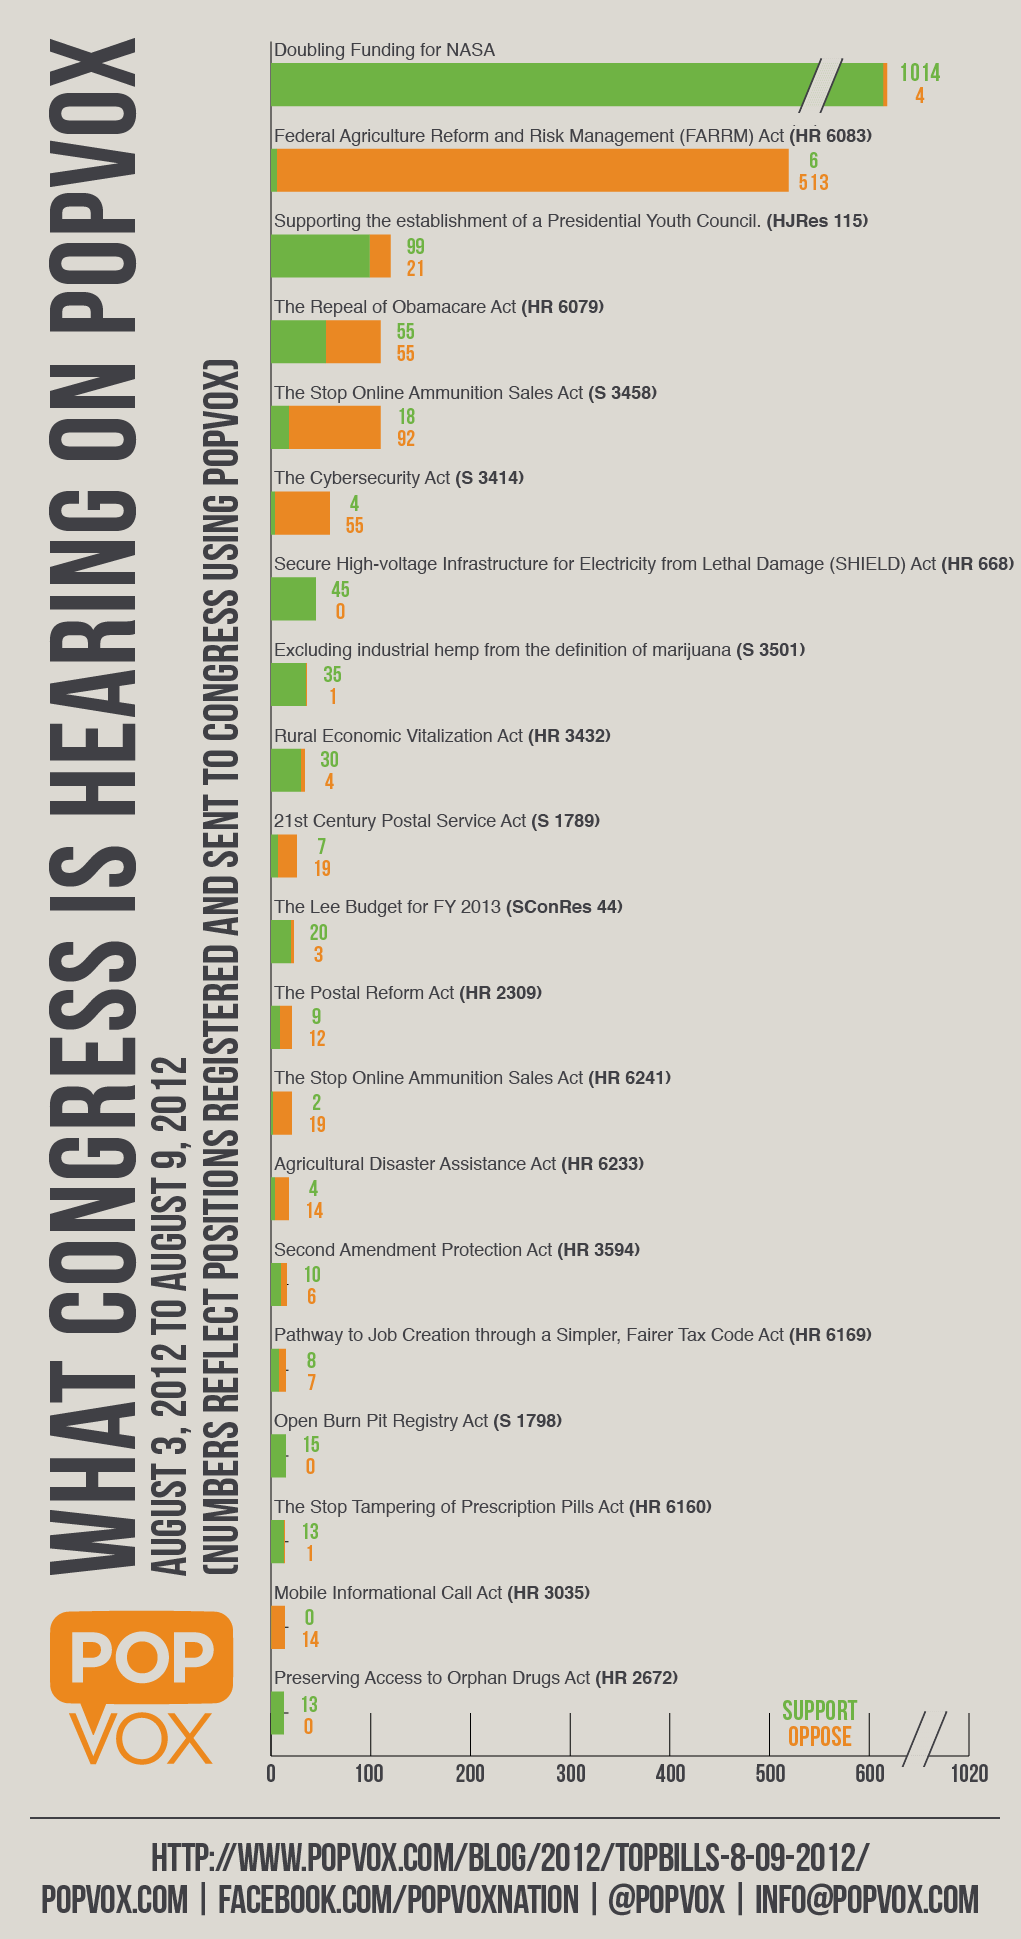 WHAT CONGRESS IS HEARING ON POPVOX
AUGUST 3, 2012 TO AUGUST 9, 2012
(NUMBERS REFLECT POSITIONS REGISTERED AND SENT TO CONGRESS USING POPVOX)
Doubling Funding for NASA
1014
4
Federal Agriculture Reform and Risk Management (FARRM) Act (HR 6083)
6
513
Supporting the establishment of a Presidential Youth Council. (HJRes 115)
99
21
The Repeal of Obamacare Act (HR 6079)
55
55
The Stop Online Ammunition Sales Act (S 3458)
18
92
The Cybersecurity Act (S 3414)
4
55
Secure High-voltage Infrastructure for Electricity from Lethal Damage (SHIELD) Act (HR 668)
45
0
Excluding industrial hemp from the definition of marijuana (S 3501)
35
1
Rural Economic Vitalization Act (HR 3432)
30
4
21st Century Postal Service Act (S 1789)
7
19
The Lee Budget for FY 2013 (SConRes 44)
20
3
The Postal Reform Act (HR 2309)
9
12
The Stop Online Ammunition Sales Act (HR 6241)
2
19
Agricultural Disaster Assistance Act (HR 6233)
4
14
Second Amendment Protection Act (HR 3594)
10
6
Pathway to Job Creation through a Simpler, Fairer Tax Code Act (HR 6169)
8
7
Open Burn Pit Registry Act (S 1798)
15
0
The Stop Tampering of Prescription Pills Act (HR 6160)
13
1
Mobile Informational Call Act (HR 3035)
0
14
Preserving Access to Orphan Drugs Act (HR 2672)
13
0
SUPPORT
OPPOSE
0 100 200 300 400 500 600 1020
POP
VOX
HTTP://WWW.POPVOX.COM/BLOG/2012/TOPBILLS-8-09-2012/
POPVOX.COM | FACEBOOK.COM/POPVOXNATION | @POPVOX | INFO@POPVOX.COM